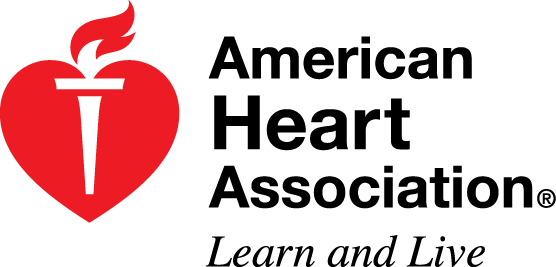 American
Heart
Association®
Learn and Live